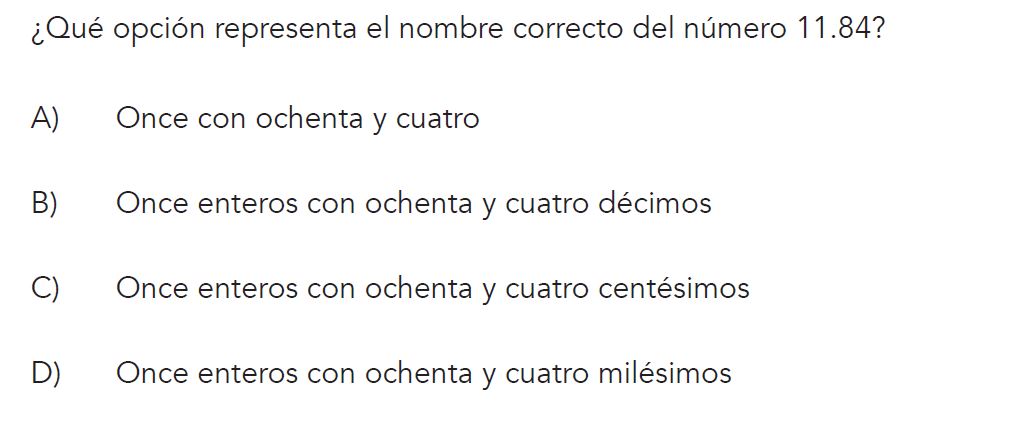 ¿Qué opción representa el nombre correcto del número 11.84?
A) Once con ochenta y cuatro
B) Once enteros con ochenta y cuatro décimos
C) Once enteros con ochenta y cuatro centésimos
D) Once enteros con ochenta y cuatro milésimos